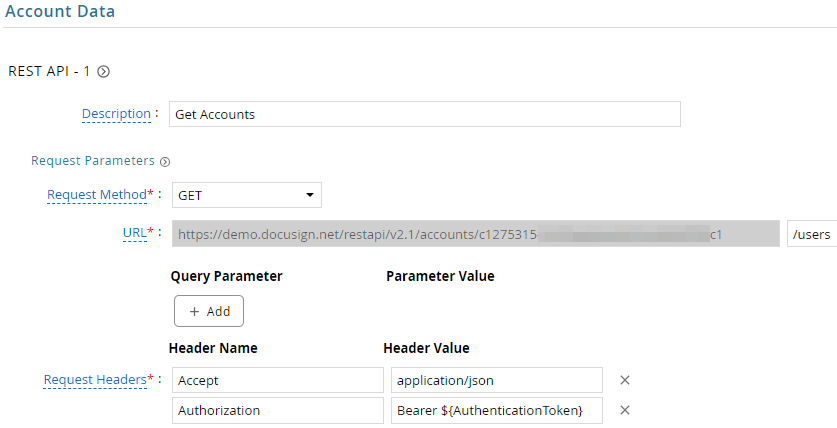 Account Data
REST API - 1
Description :
Get Accounts
Request Parameters
Request Method* :
GET
URL* :
https://demo.docusign.net/restapi/v2.1/accounts/c1275315- c1
/users
Query Parameter Parameter Value
+ Add
Header Name Header Value
Request Headers* :
Accept application/json
Authorization Bearer ${AuthenticationToken}